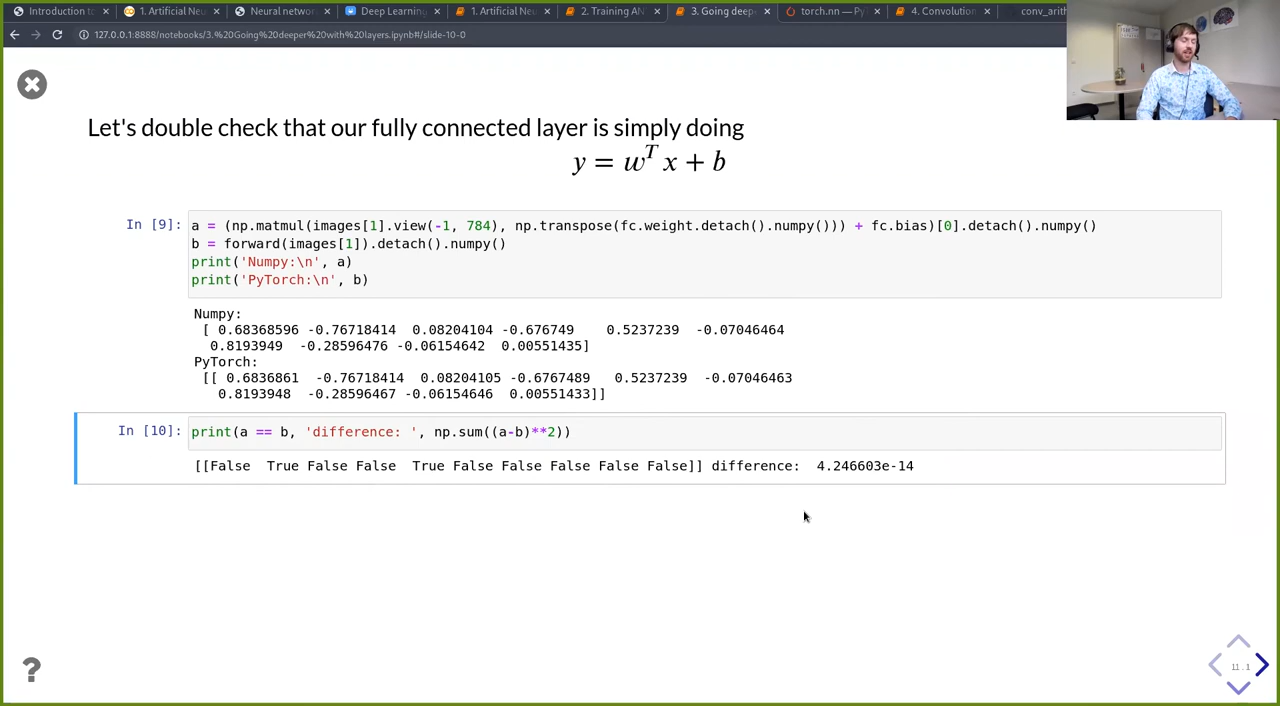 Introduction to
1. Artificial Neu
Neural networ
Deep Learning
1. Artificial Neu
2. Training AN
3. Going deep
torch.nn — Py
4. Convolution
conv_arith
127.0.0.1:8888/notebooks/3.%20Going%20deeper%20with%20layers.ipynb#/slide-10-0
Let's double check that our fully connected layer is simply doing
y = w^T x + b
In [9]: a = (np.matmul(images[1].view(-1, 784), np.transpose(fc.weight.detach().numpy())) + fc.bias)[0].detach().numpy()
b = forward(images[1]).detach().numpy()
print('Numpy:\n', a)
print('PyTorch:\n', b)
Numpy:
[ 0.68368596 -0.76718414 0.08204104 -0.676749 0.5237239 -0.07046464
0.8193949 -0.28596476 -0.06154642 0.00551435]
PyTorch:
[[ 0.6836861 -0.76718414 0.08204105 -0.6767489 0.5237239 -0.07046463
0.8193948 -0.28596467 -0.06154646 0.00551433]]
In [10]: print(a == b, 'difference: ', np.sum((a-b)**2))
[[False True False False True False False False False False]] difference: 4.246603e-14
?
11.1